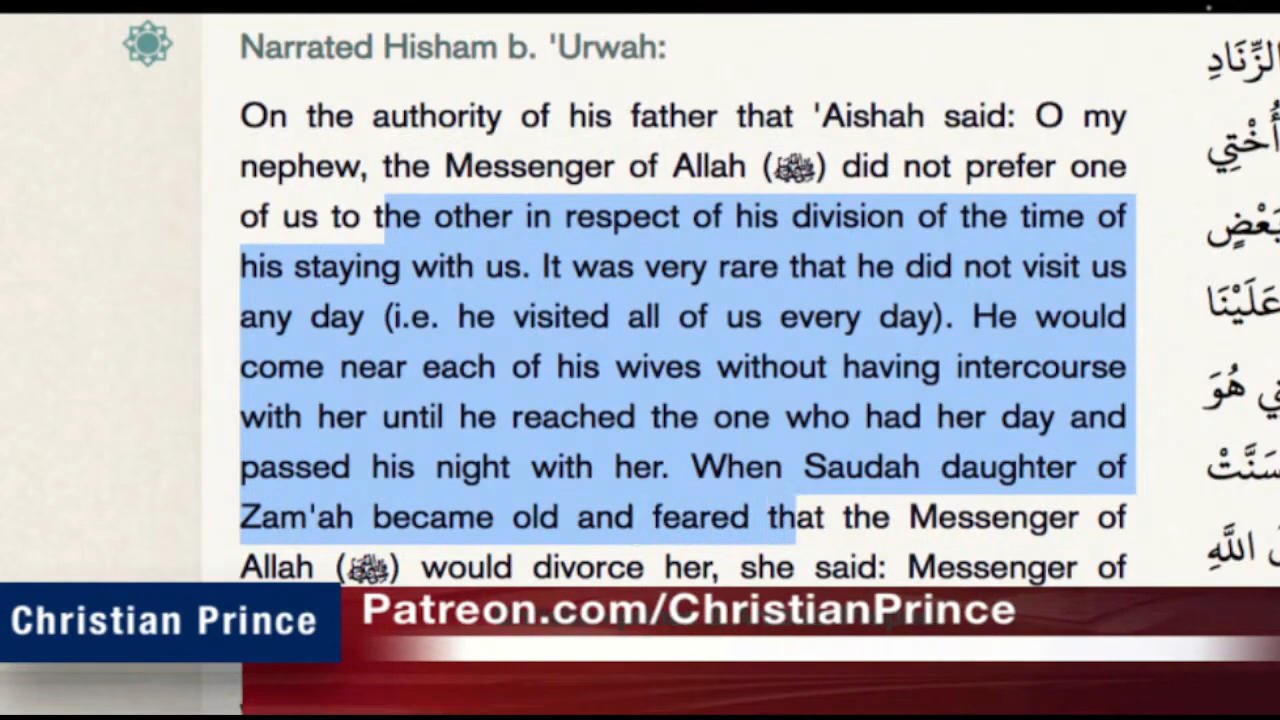 Narrated Hisham b. 'Urwah:
On the authority of his father that 'Aishah said: O my
nephew, the Messenger of Allah (ﷺ) did not prefer one
of us to the other in respect of his division of the time of
his staying with us. It was very rare that he did not visit us
any day (i.e. he visited all of us every day). He would
come near each of his wives without having intercourse
with her until he reached the one who had her day and
passed his night with her. When Saudah daughter of
Zam'ah became old and feared that the Messenger of
Allah (ﷺ) would divorce her, she said: Messenger of
الزِّنَادِ
أُخْتِي
بَعْضٍ
عَلَيْنَا
هُوَ
اللَّهِ
Christian Prince
Patreon.com/ChristianPrince